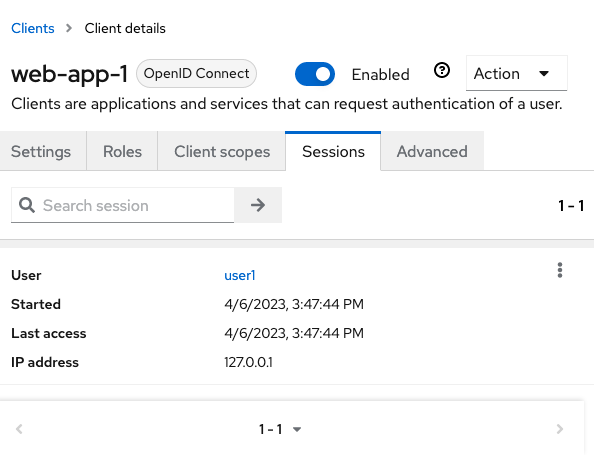 Clients > Client details
web-app-1 OpenID Connect Enabled Action
Clients are applications and services that can request authentication of a user.
Settings Roles Client scopes Sessions Advanced
Search session 1 - 1
User user1
Started 4/6/2023, 3:47:44 PM
Last access 4/6/2023, 3:47:44 PM
IP address 127.0.0.1
1 - 1